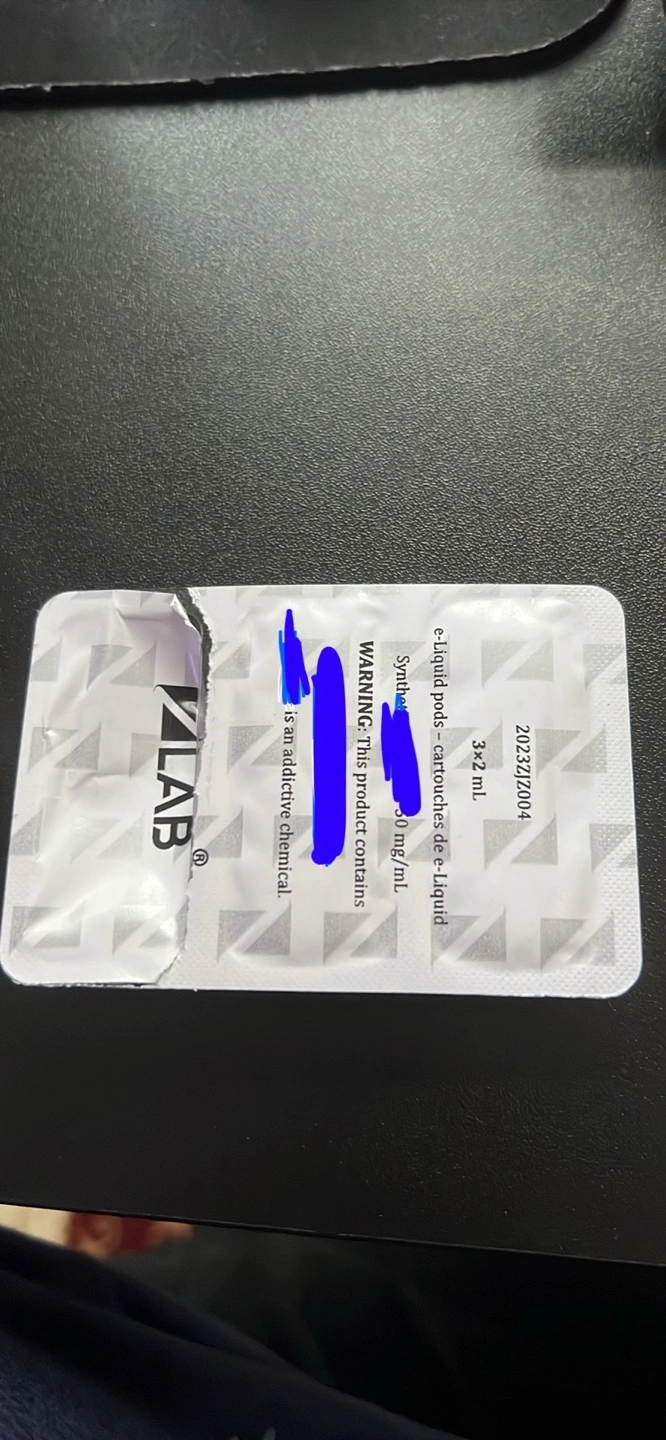 2023ZJZ004
3×2 mL
e-Liquid pods – cartouches de e-Liquid
mg/mL
WARNING: This product contains
is an addictive chemical.
ZLAB®